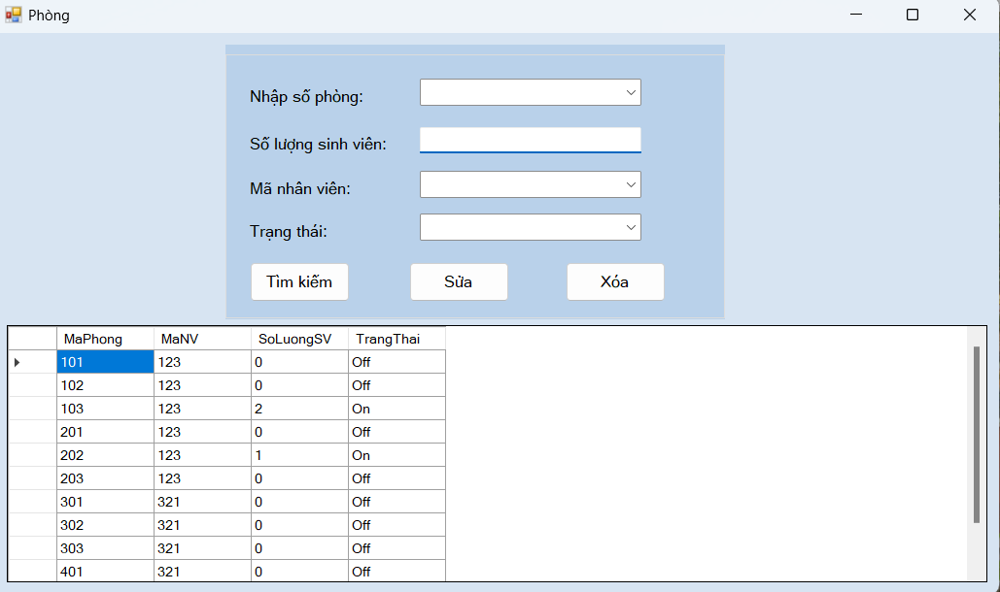 Phòng
Nhập số phòng:
Số lượng sinh viên:
Mã nhân viên:
Trạng thái:
Tìm kiếm Sửa Xóa
MaPhong MaNV SoLuongSV TrangThai
101 123 0 Off
102 123 0 Off
103 123 2 On
201 123 0 Off
202 123 1 On
203 123 0 Off
301 321 0 Off
302 321 0 Off
303 321 0 Off
401 321 0 Off